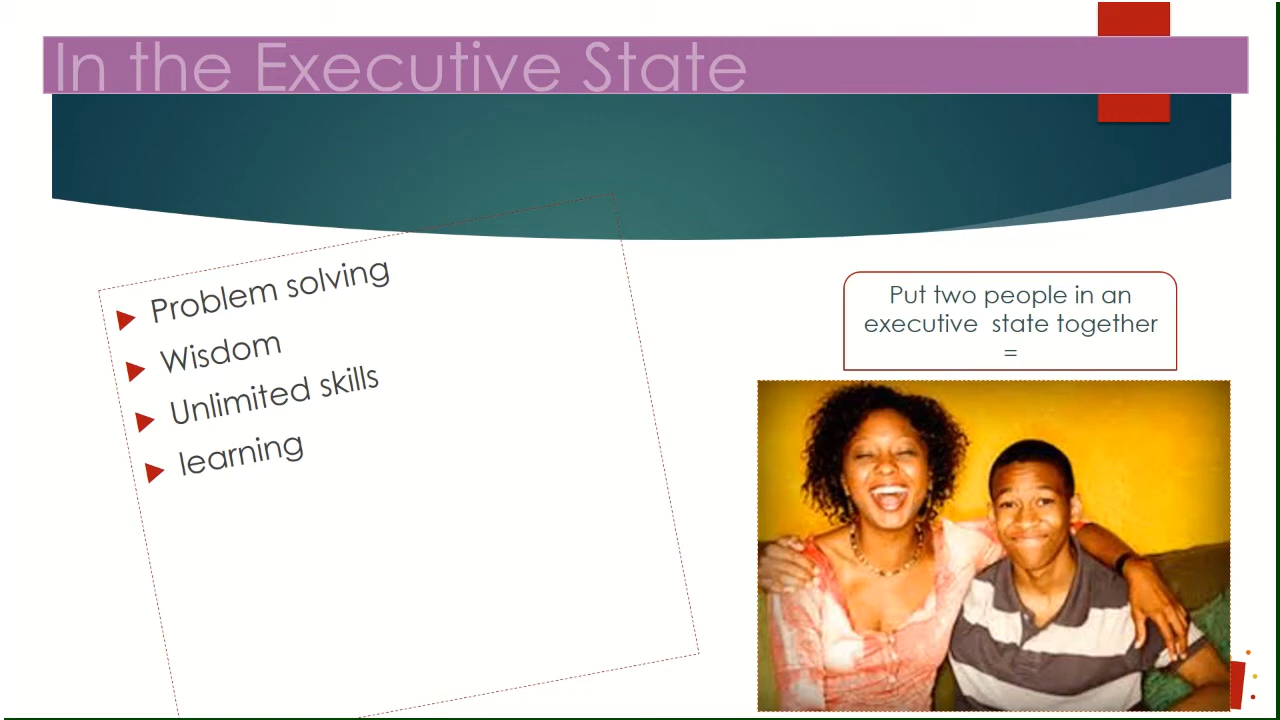 In the Executive State
Problem solving
Wisdom
Unlimited skills
learning
Put two people in an
executive  state together
=